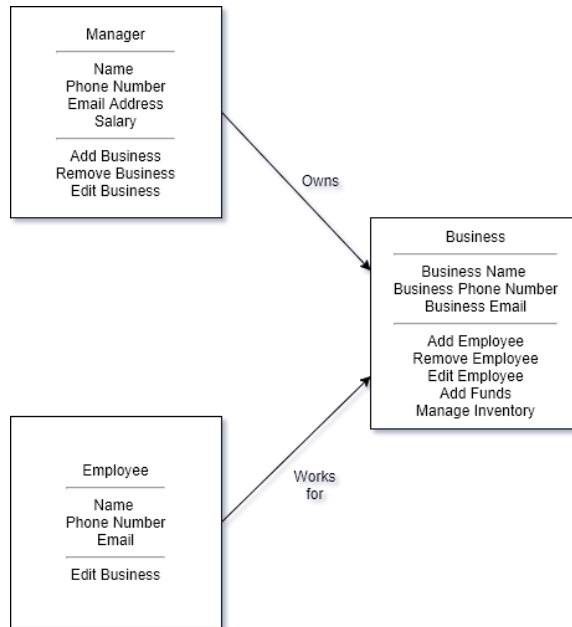 Manager
Name
Phone Number
Email Address
Salary
Add Business
Remove Business
Edit Business
Owns
Business
Business Name
Business Phone Number
Business Email
Add Employee
Remove Employee
Edit Employee
Add Funds
Manage Inventory
Works
for
Employee
Name
Phone Number
Email
Edit Business